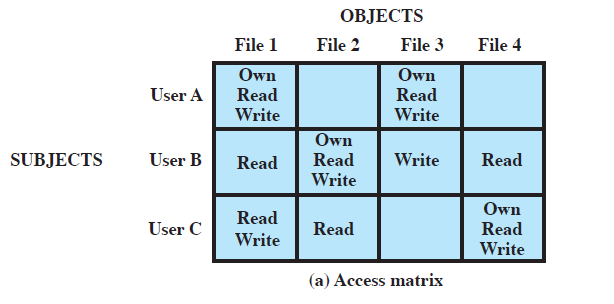 OBJECTS
File 1 File 2 File 3 File 4
Own Own
User A Read Read
Write Write
Own
SUBJECTS User B Read Read Write Read
Write
Read Own
User C Read Read
Write Write
(a) Access matrix